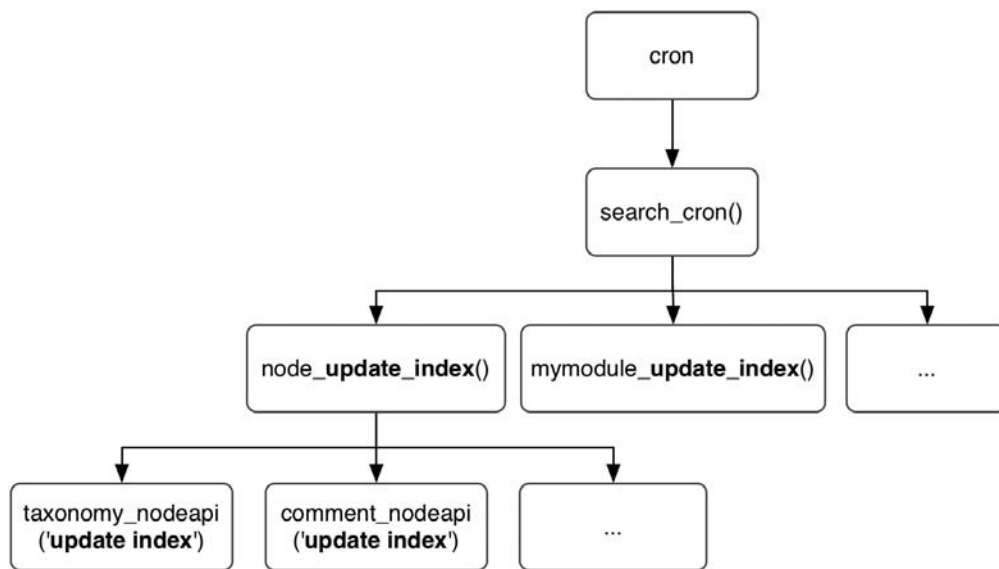 cron
search_cron()
node_update_index()
mymodule_update_index()
...
taxonomy_nodeapi
('update index')
comment_nodeapi
('update index')
...